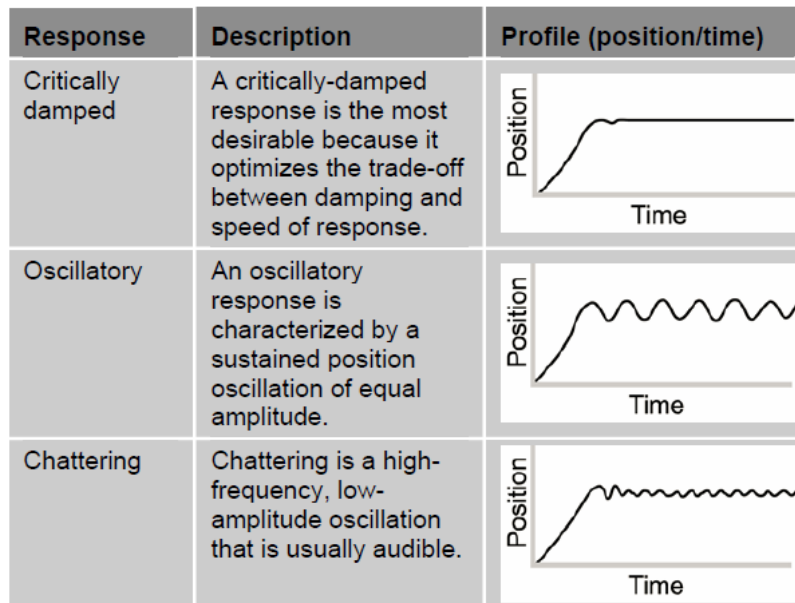 Response
Description
Profile (position/time)
Critically
damped
A critically-damped
response is the most
desirable because it
optimizes the trade-off
between damping and
speed of response.
Position
Time
Oscillatory
An oscillatory
response is
characterized by a
sustained position
oscillation of equal
amplitude.
Position
Time
Chattering
Chattering is a high-
frequency, low-
amplitude oscillation
that is usually audible.
Position
Time